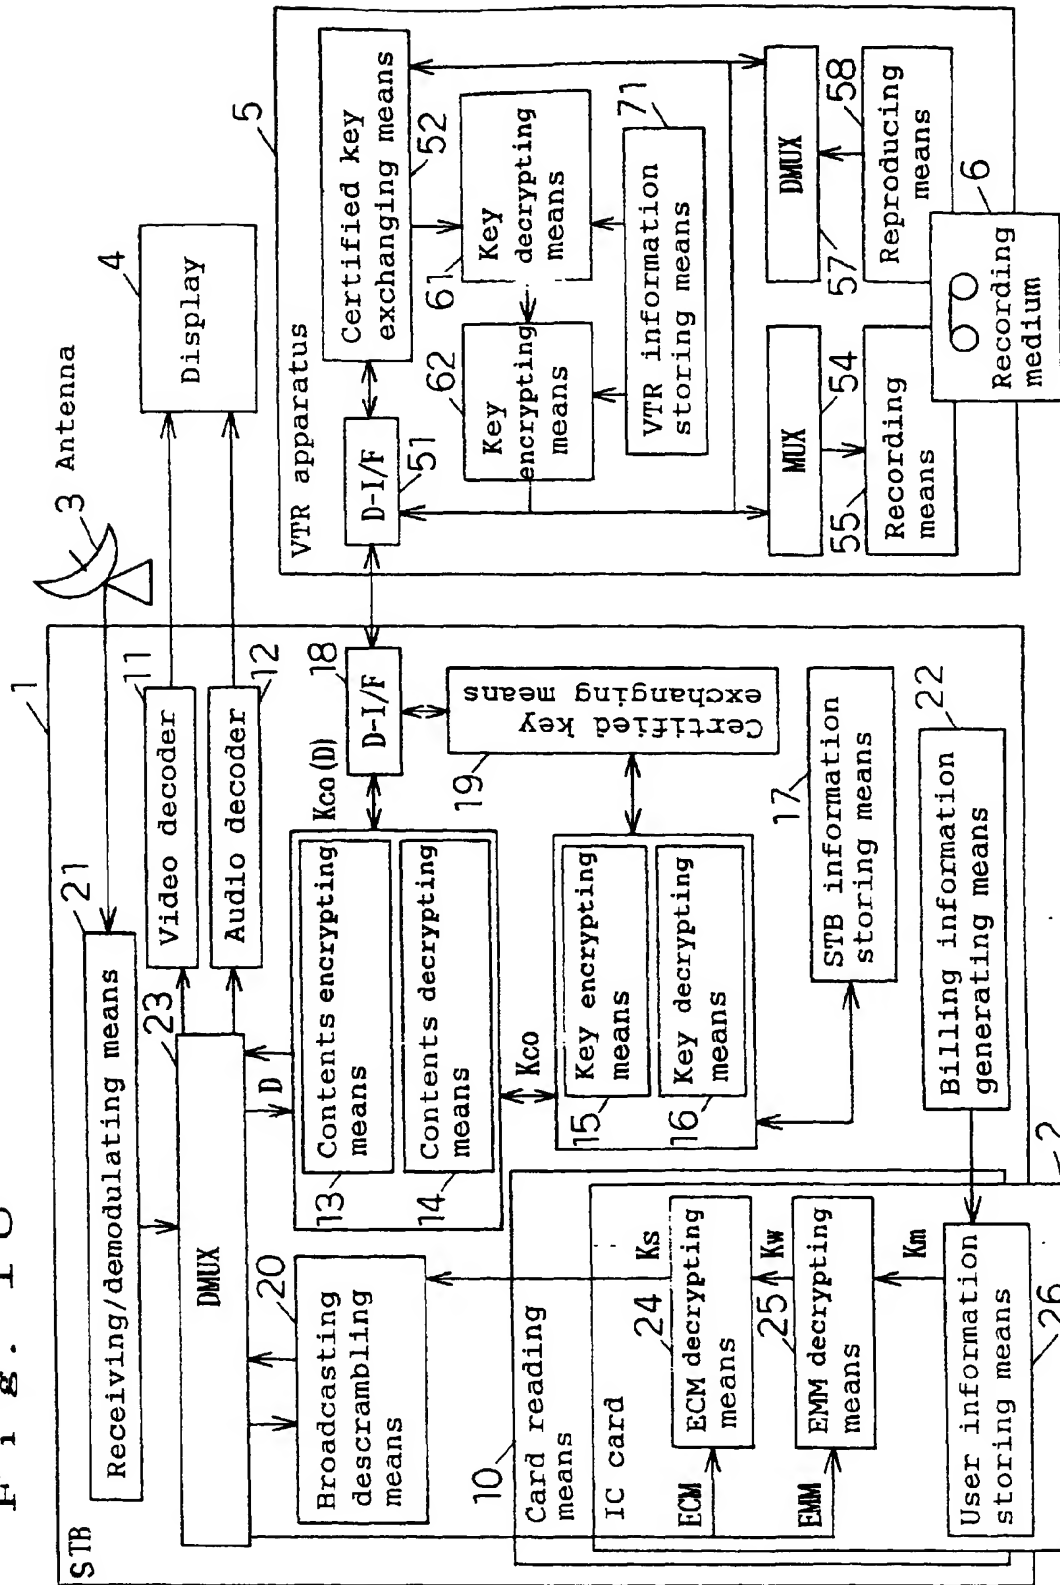 Fig. 10
STB
1
Receiving/demodulating means
21
3
Antenna
DMUX
23
Video decoder
11
Audio decoder
12
4
Display
Broadcasting
descrambling
means
20
D
Contents encrypting
means
13
Contents decrypting
means
14
Kco(D)
D-I/F
18
Kco
Key encrypting
means
15
Key decrypting
means
16
Certified key
exchanging means
19
STB information
storing means
17
Billing information
generating means
22
10
Card reading
means
IC card
2
ECM
ECM decrypting
means
24
Ks
EMM
EMM decrypting
means
25
Kw
Km
User information
storing means
26
VTR apparatus
5
D-I/F
51
Certified key
exchanging means
52
Key
encrypting
means
62
Key
decrypting
means
61
VTR information
storing means
71
MUX
54
DMUX
57
Recording
means
55
Reproducing
means
58
Recording
medium
6